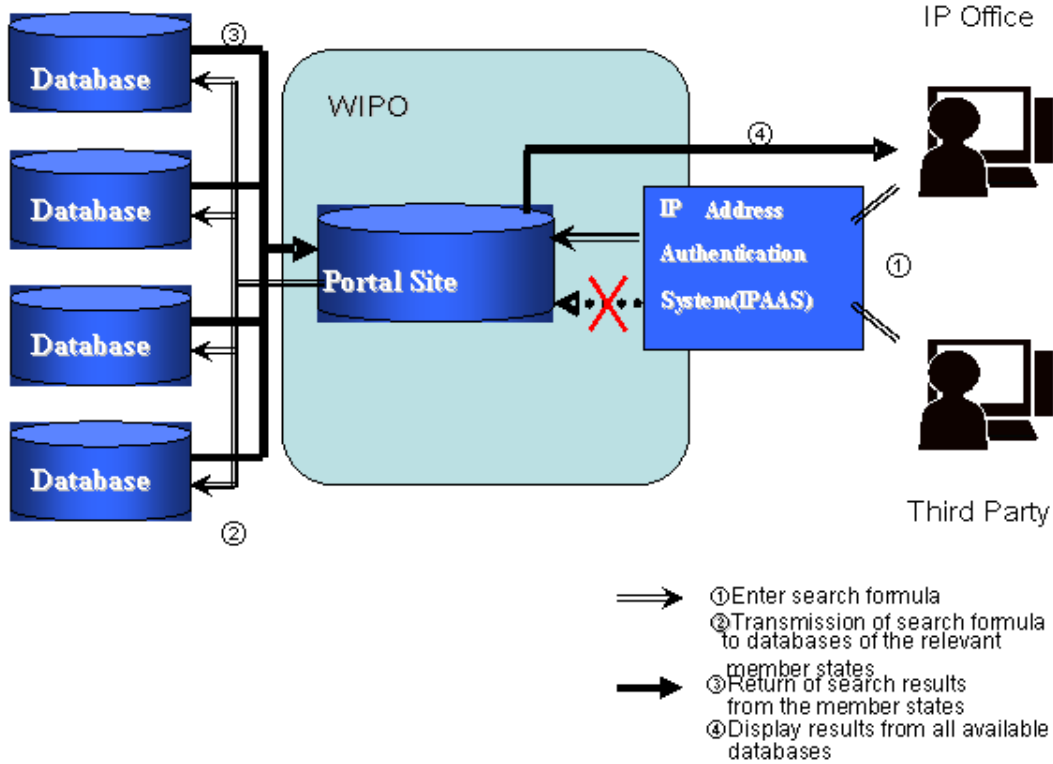 IP Office
③
Database
WIPO
④
Database
IP Address
Authentication
System(IPAAS)
①
Portal Site
Database
Database
②
Third Party
①Enter search formula
②Transmission of search formula
to databases of the relevant
member states
③Return of search results
from the member states
④Display results from all available
databases